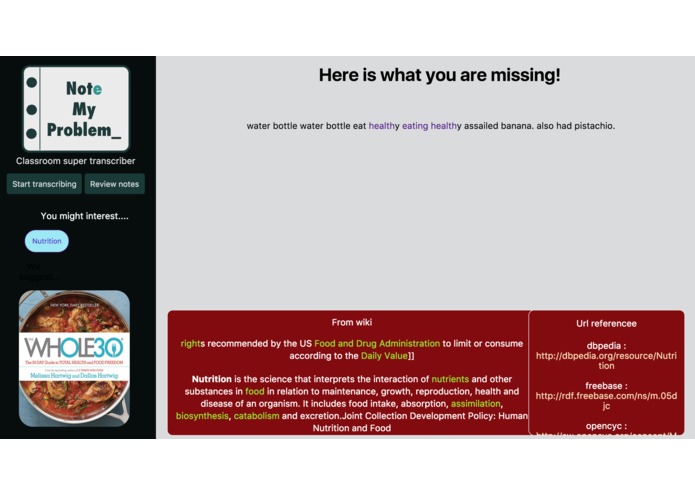 Note
My
Problem_
Classroom super transcriber
Start transcribing
Review notes
You might interest....
Nutrition
NEW YORK TIMES BESTSELLER
WHOLE30
The 30-DAY Guide to TOTAL HEALTH and FOOD FREEDOM
Melissa Hartwig and Dallas Hartwig
Here is what you are missing!
water bottle water bottle eat healthy eating healthy assailed banana. also had pistachio.
From wiki
rights recommended by the US Food and Drug Administration to limit or consume
according to the Daily Value]]
Nutrition is the science that interprets the interaction of nutrients and other
substances in food in relation to maintenance, growth, reproduction, health and
disease of an organism. It includes food intake, absorption, assimilation,
biosynthesis, catabolism and excretion.Joint Collection Development Policy: Human
Nutrition and Food
Url referencee
dbpedia :
http://dbpedia.org/resource/Nutri
tion
freebase :
http://rdf.freebase.com/ns/m.05d
jc
opencyc :